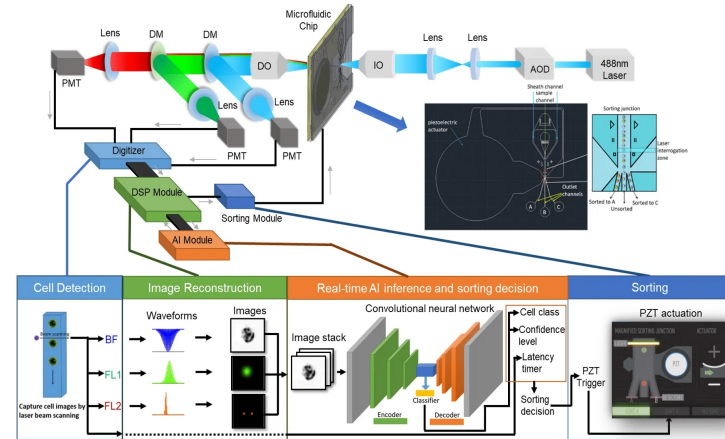 Microfluidic
Chip
Lens
DM
DM
DO
IO
Lens
Lens
AOD
488nm
Laser
PMT
Lens
Lens
PMT
PMT
Digitizer
DSP Module
Sorting Module
AI Module
Sheath channel
sample
channel
piezoelectric
actuator
Outlet
channels
A
B
C
Sorting junction
Laser
interrogation
zone
Sorted to A
Sorted to C
Unsorted
Cell Detection
Image Reconstruction
Real-time AI inference and sorting decision
Sorting
Beam scanning
Capture cell images by
laser beam scanning
BF
FL1
FL2
Waveforms
Images
Image stack
Convolutional neural network
Encoder
Classifier
Decoder
Cell class
Confidence level
Latency
timer
Sorting
decision
PZT
Trigger
PZT actuation
MAGNIFIED SORTING JUNCTION
ACTUATOR
LASER
PZT